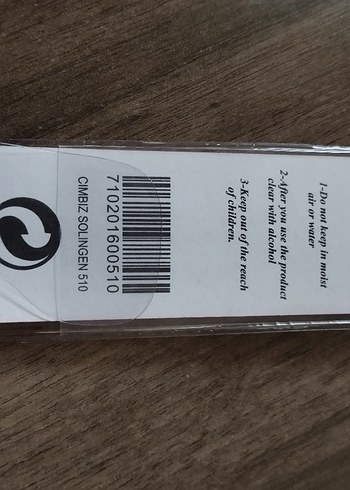 1-Do not keep in moist
air or water
2-After you use the product
clear with alcohol
3-Keep out of the reach
of children.
710201600510
CIMBIZ SOLINGEN 510